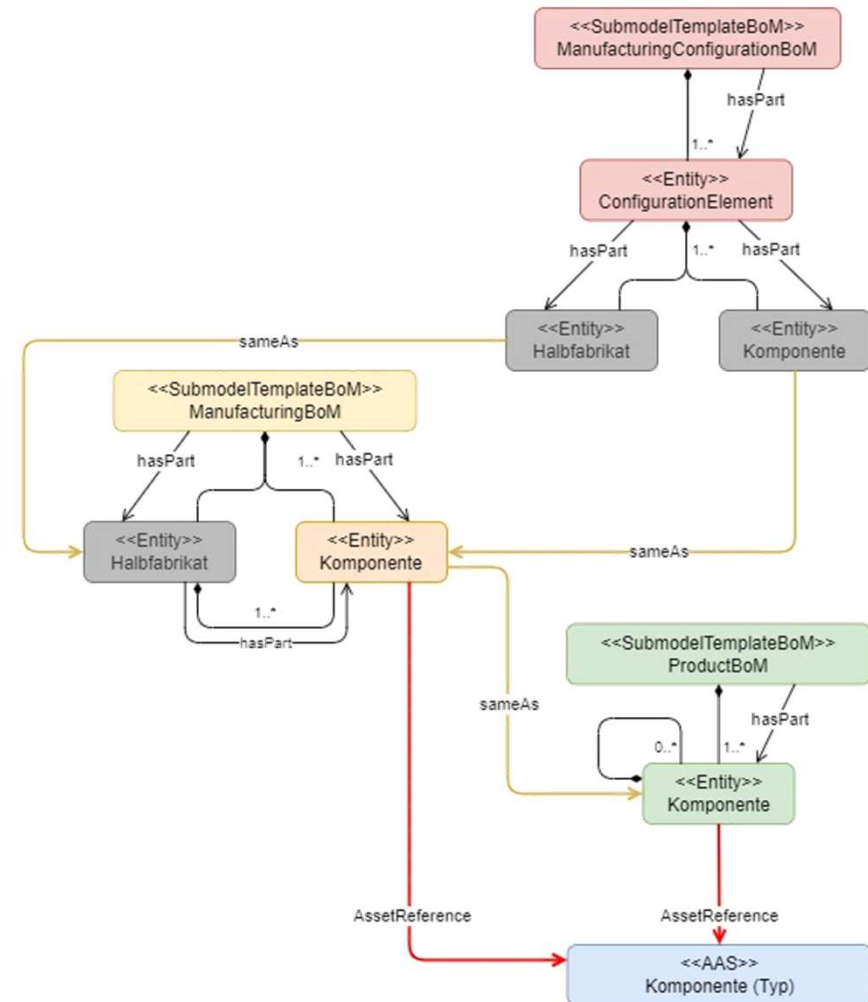 <<SubmodelTemplateBoM>>
ManufacturingConfigurationBoM
hasPart
1..*
<<Entity>>
ConfigurationElement
hasPart
1..*
hasPart
<<Entity>>
Halbfabrikat
<<Entity>>
Komponente
sameAs
<<SubmodelTemplateBoM>>
ManufacturingBoM
hasPart
1..*
hasPart
<<Entity>>
Halbfabrikat
<<Entity>>
Komponente
sameAs
1..*
hasPart
<<SubmodelTemplateBoM>>
ProductBoM
sameAs
hasPart
0..*
1..*
<<Entity>>
Komponente
AssetReference
AssetReference
<<AAS>>
Komponente (Typ)